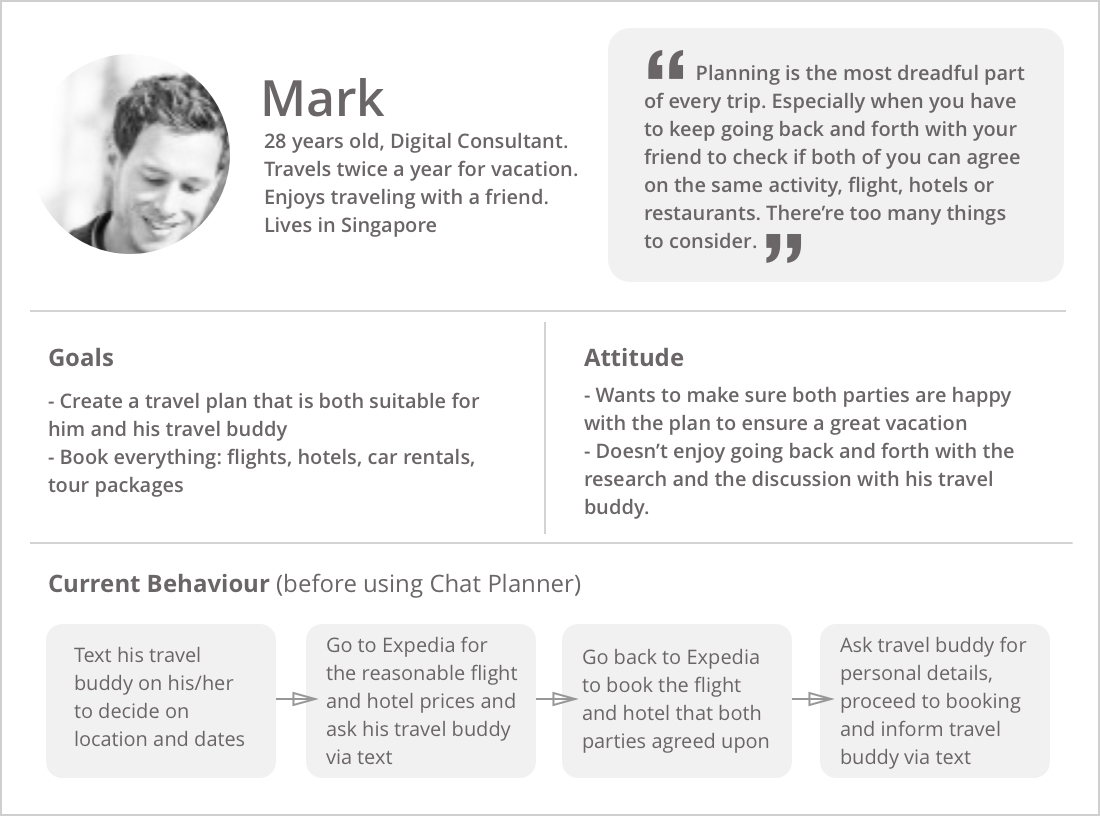 Mark
28 years old, Digital Consultant.
Travels twice a year for vacation.
Enjoys traveling with a friend.
Lives in Singapore
“ Planning is the most dreadful part
of every trip. Especially when you have
to keep going back and forth with your
friend to check if both of you can agree
on the same activity, flight, hotels or
restaurants. There’re too many things
to consider. ”
Goals
- Create a travel plan that is both suitable for
him and his travel buddy
- Book everything: flights, hotels, car rentals,
tour packages
Attitude
- Wants to make sure both parties are happy
with the plan to ensure a great vacation
- Doesn’t enjoy going back and forth with the
research and the discussion with his travel
buddy.
Current Behaviour (before using Chat Planner)
Text his travel
buddy on his/her
to decide on
location and dates
Go to Expedia for
the reasonable flight
and hotel prices and
ask his travel buddy
via text
Go back to Expedia
to book the flight
and hotel that both
parties agreed upon
Ask travel buddy for
personal details,
proceed to booking
and inform travel
buddy via text